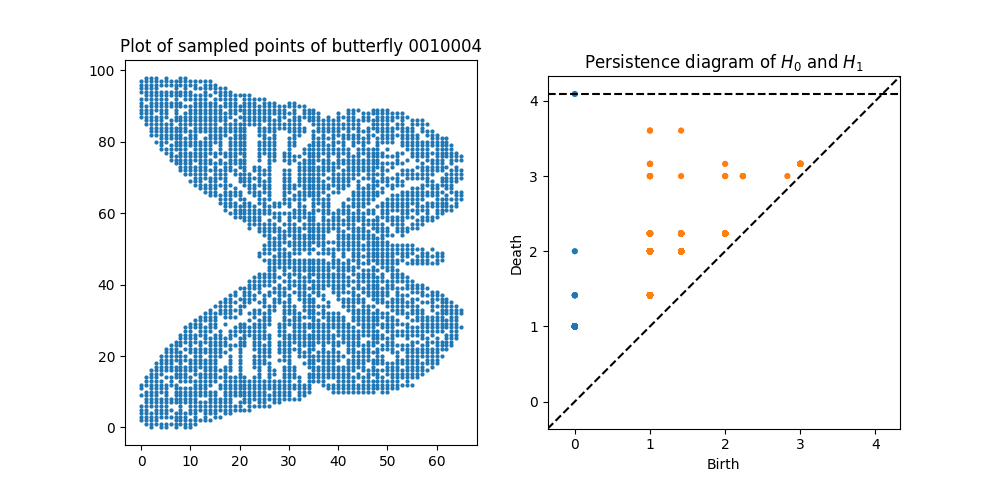 Plot of sampled points of butterfly 0010004
100
80
60
40
20
0
0 10 20 30 40 50 60
Persistence diagram of H₀ and H₁
4
3
2
1
0
Death
0 1 2 3 4
Birth